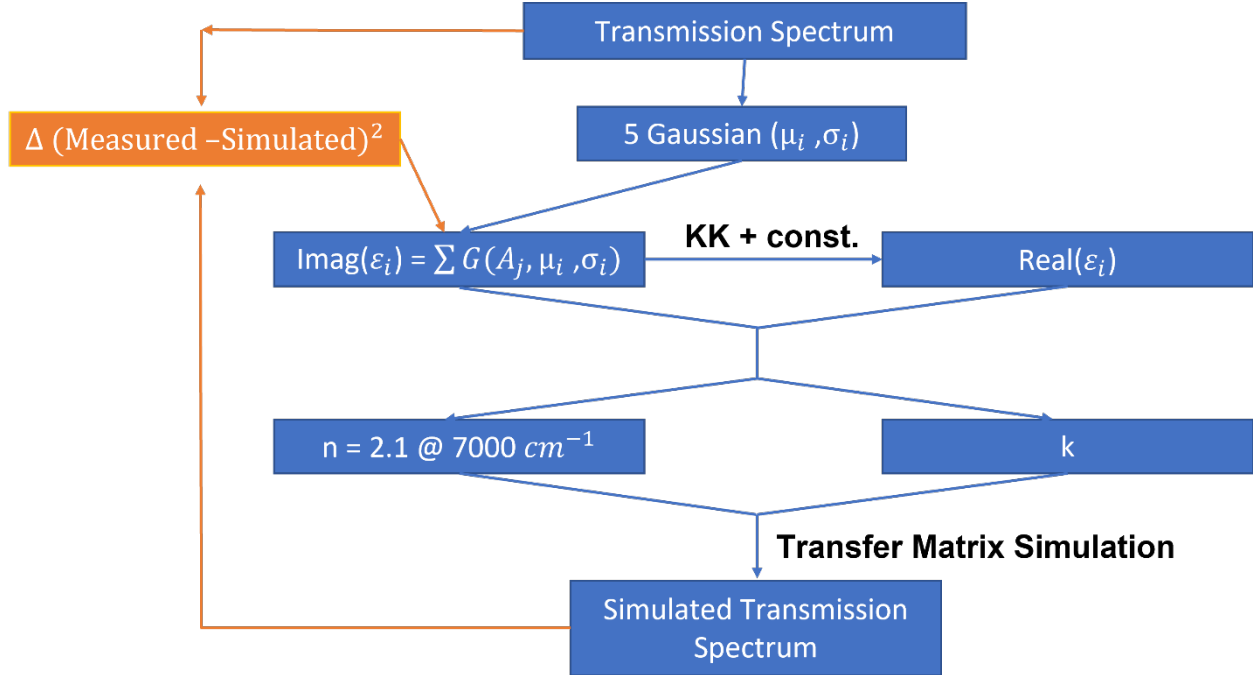 Transmission Spectrum
Δ (Measured –Simulated)²
5 Gaussian (μᵢ ,σᵢ)
KK + const.
Imag(εᵢ) = ∑ G(Aⱼ, μᵢ ,σᵢ)
Real(εᵢ)
n = 2.1 @ 7000 cm⁻¹
k
Transfer Matrix Simulation
Simulated Transmission
Spectrum